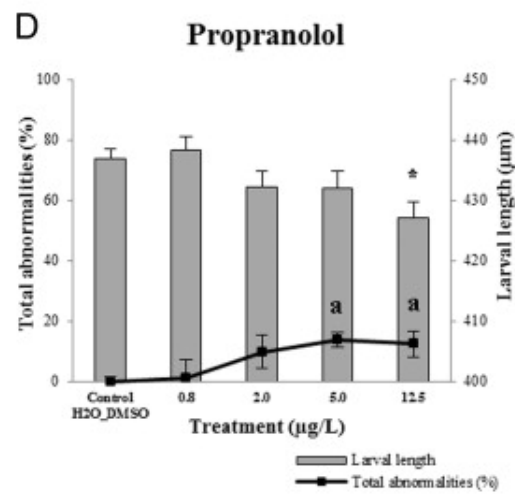 D
Propranolol
Total abnormalities (%)
100
80
60
40
20
0
450
440
430
420
410
400
Larval length (µm)
*
a
a
Control 0.8 2.0 5.0 12.5
H2O_DMSO
Treatment (µg/L)
Larval length
Total abnormalities (%)